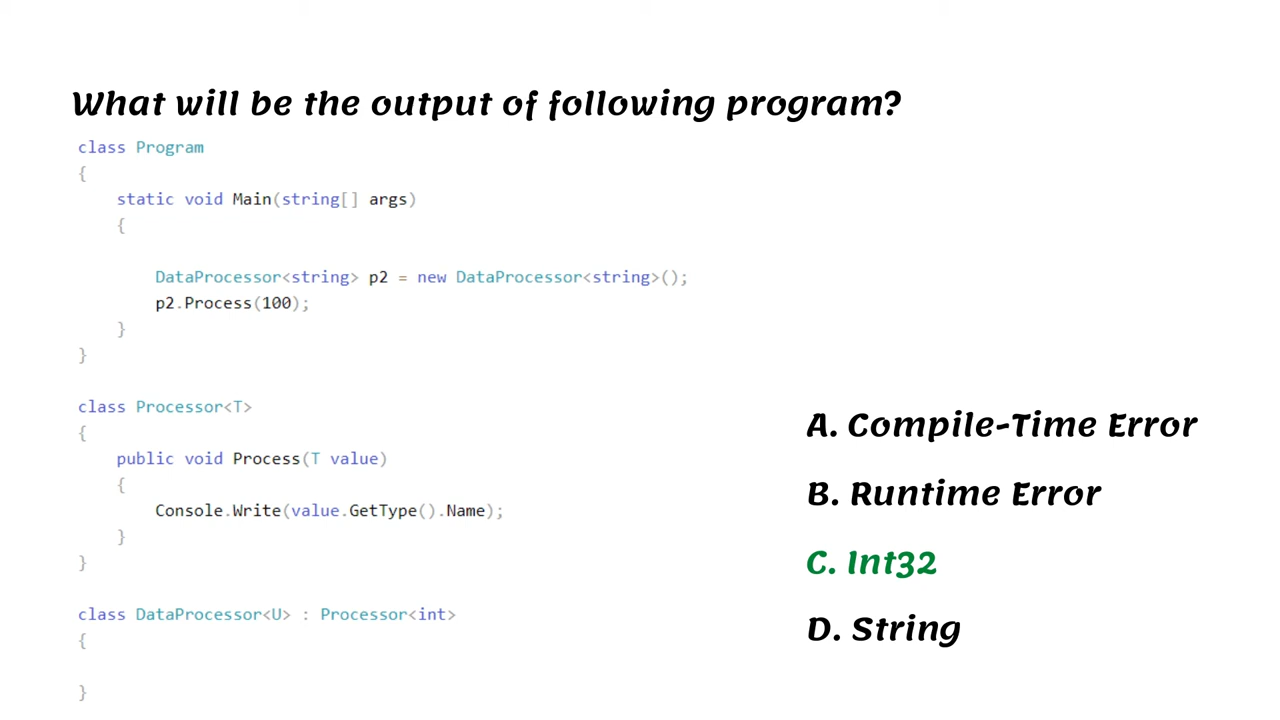 What will be the output of following program?
class Program
{
    static void Main(string[] args)
    {
        DataProcessor<string> p2 = new DataProcessor<string>();
        p2.Process(100);
    }
}
class Processor<T>
{
    public void Process(T value)
    {
        Console.Write(value.GetType().Name);
    }
}
class DataProcessor<U> : Processor<int>
{
}
A. Compile-Time Error
B. Runtime Error
C. Int32
D. String